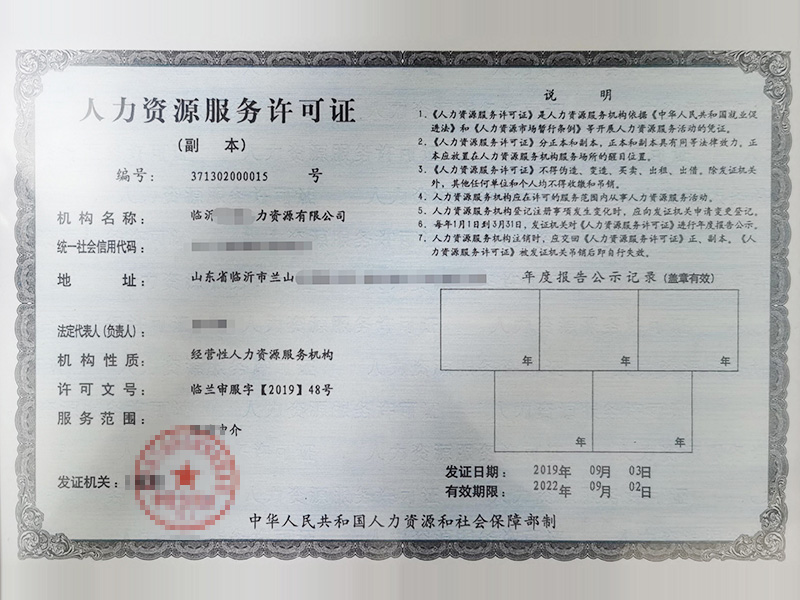 人力资源服务许可证
(副 本)
编号： 371302000015 号
机构名称： 临沂 力资源有限公司
统一社会信用代码：
地 址： 山东省临沂市兰山
法定代表人(负责人)：
机构性质： 经营性人力资源服务机构
许可文号： 临兰审服字【2019】48号
服务范围： 中介
发证机关：
说 明
1、《人力资源服务许可证》是人力资源服务机构依据《中华人民共和国就业促
进法》和《人力资源市场暂行条例》等开展人力资源服务活动的凭证。
2、《人力资源服务许可证》分正本和副本，正本和副本具有同等法律效力，正
本应放置在人力资源服务机构服务场所的醒目位置。
3、《人力资源服务许可证》不得伪造、变造、买卖、出租、出借，除发证机关
外，其他任何单位和个人均不得收缴和吊销。
4、人力资源服务机构应在许可的服务范围内从事人力资源服务活动。
5、人力资源服务机构登记注册事项发生变化时，应向发证机关申请变更登记。
6、每年1月1日到3月31日，发证机关对《人力资源服务许可证》进行年度报告公示。
7、人力资源服务机构注销时，应交回《人力资源服务许可证》正、副本。《人
力资源服务许可证》被发证机关吊销后即自行失效。
年度报告公示记录(盖章有效)
年 年 年
年 年
发证日期： 2019年 09月 03日
有效期限： 2022年 09月 02日
中华人民共和国人力资源和社会保障部制